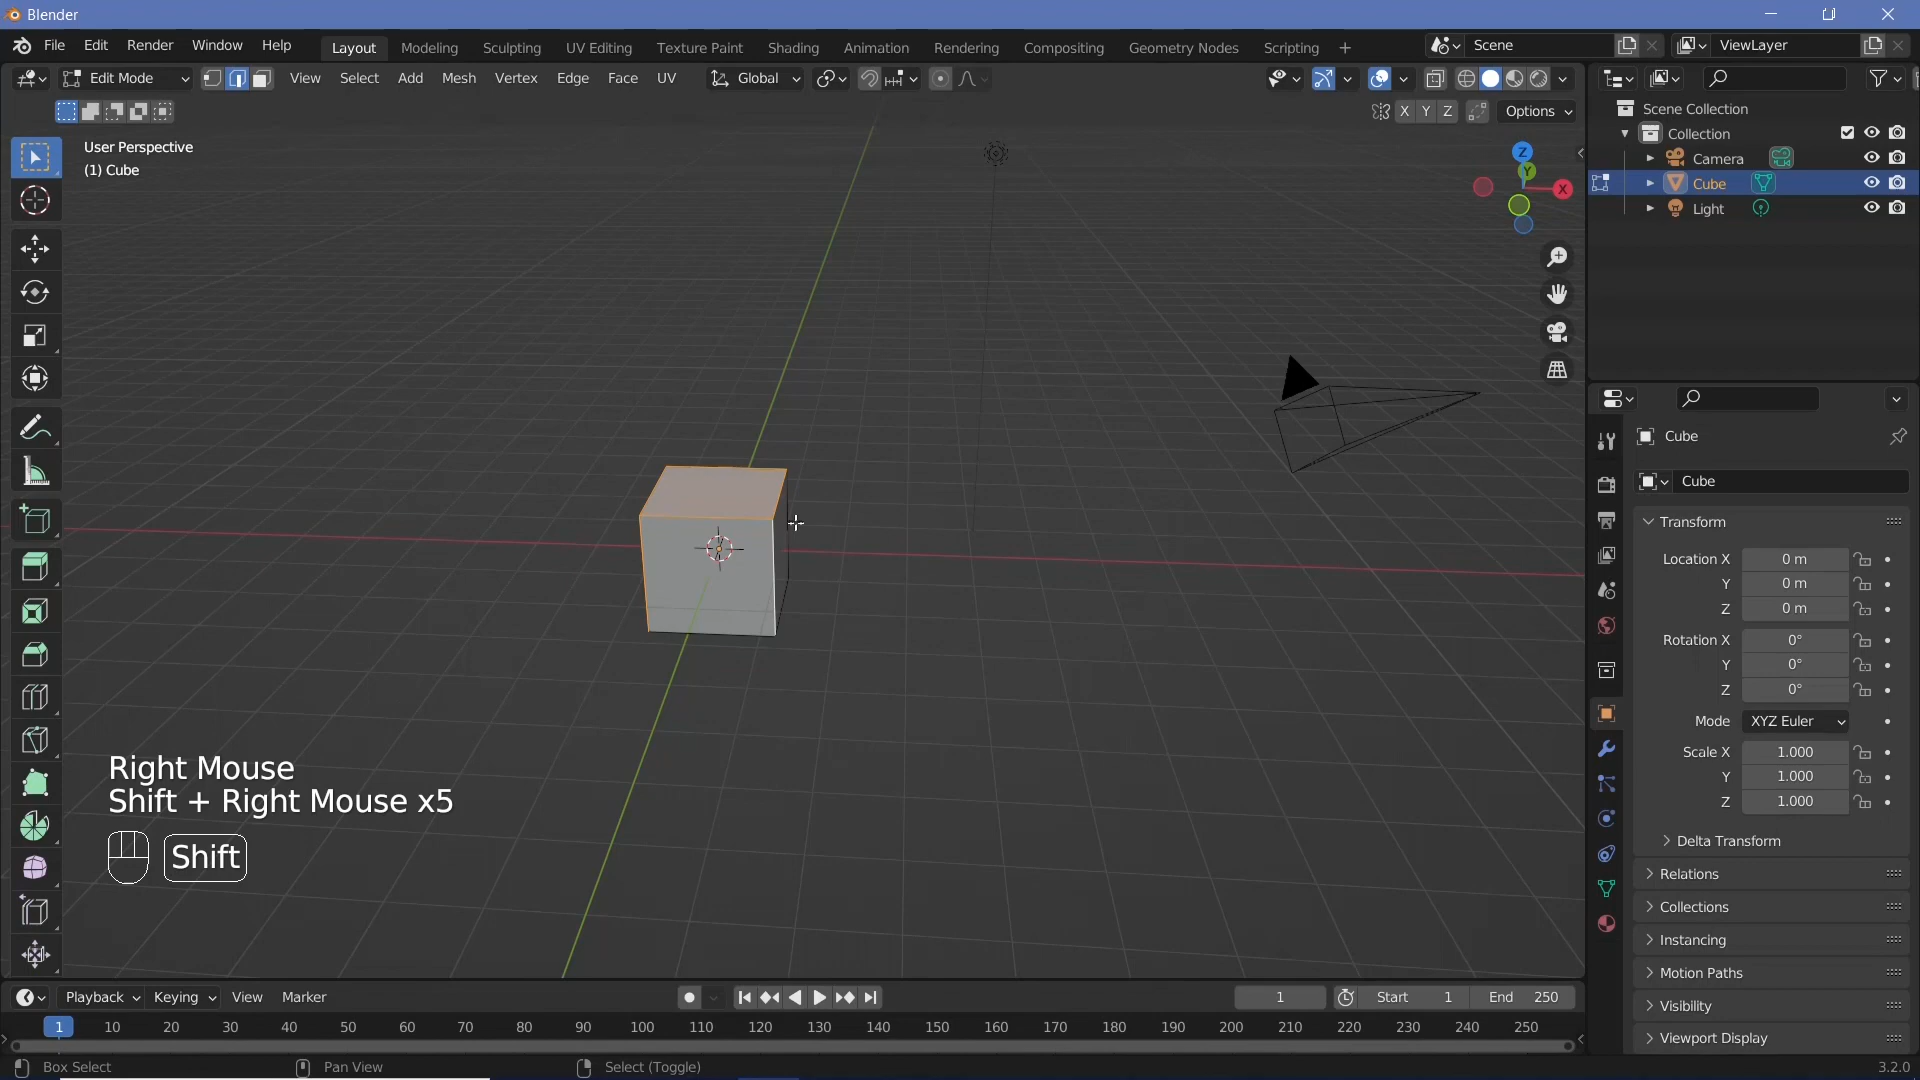 Blender
File Edit Render Window Help Layout Modeling Sculpting UV Editing Texture Paint Shading Animation Rendering Compositing Geometry Nodes Scripting + Scene ViewLayer
Edit Mode View Select Add Mesh Vertex Edge Face UV Global
X Y Z Options
User Perspective
(1) Cube
Z
Y
X
Scene Collection
Collection
Camera
Cube
Light
Cube
Cube
Transform
Location X 0 m
Y 0 m
Z 0 m
Rotation X 0°
Y 0°
Z 0°
Mode XYZ Euler
Scale X 1.000
Y 1.000
Z 1.000
Delta Transform
Relations
Collections
Instancing
Motion Paths
Visibility
Viewport Display
Right Mouse
Shift + Right Mouse x5
Shift
Playback Keying View Marker 1 Start 1 End 250
1 10 20 30 40 50 60 70 80 90 100 110 120 130 140 150 160 170 180 190 200 210 220 230 240 250
Box Select Pan View Select (Toggle) 3.2.0